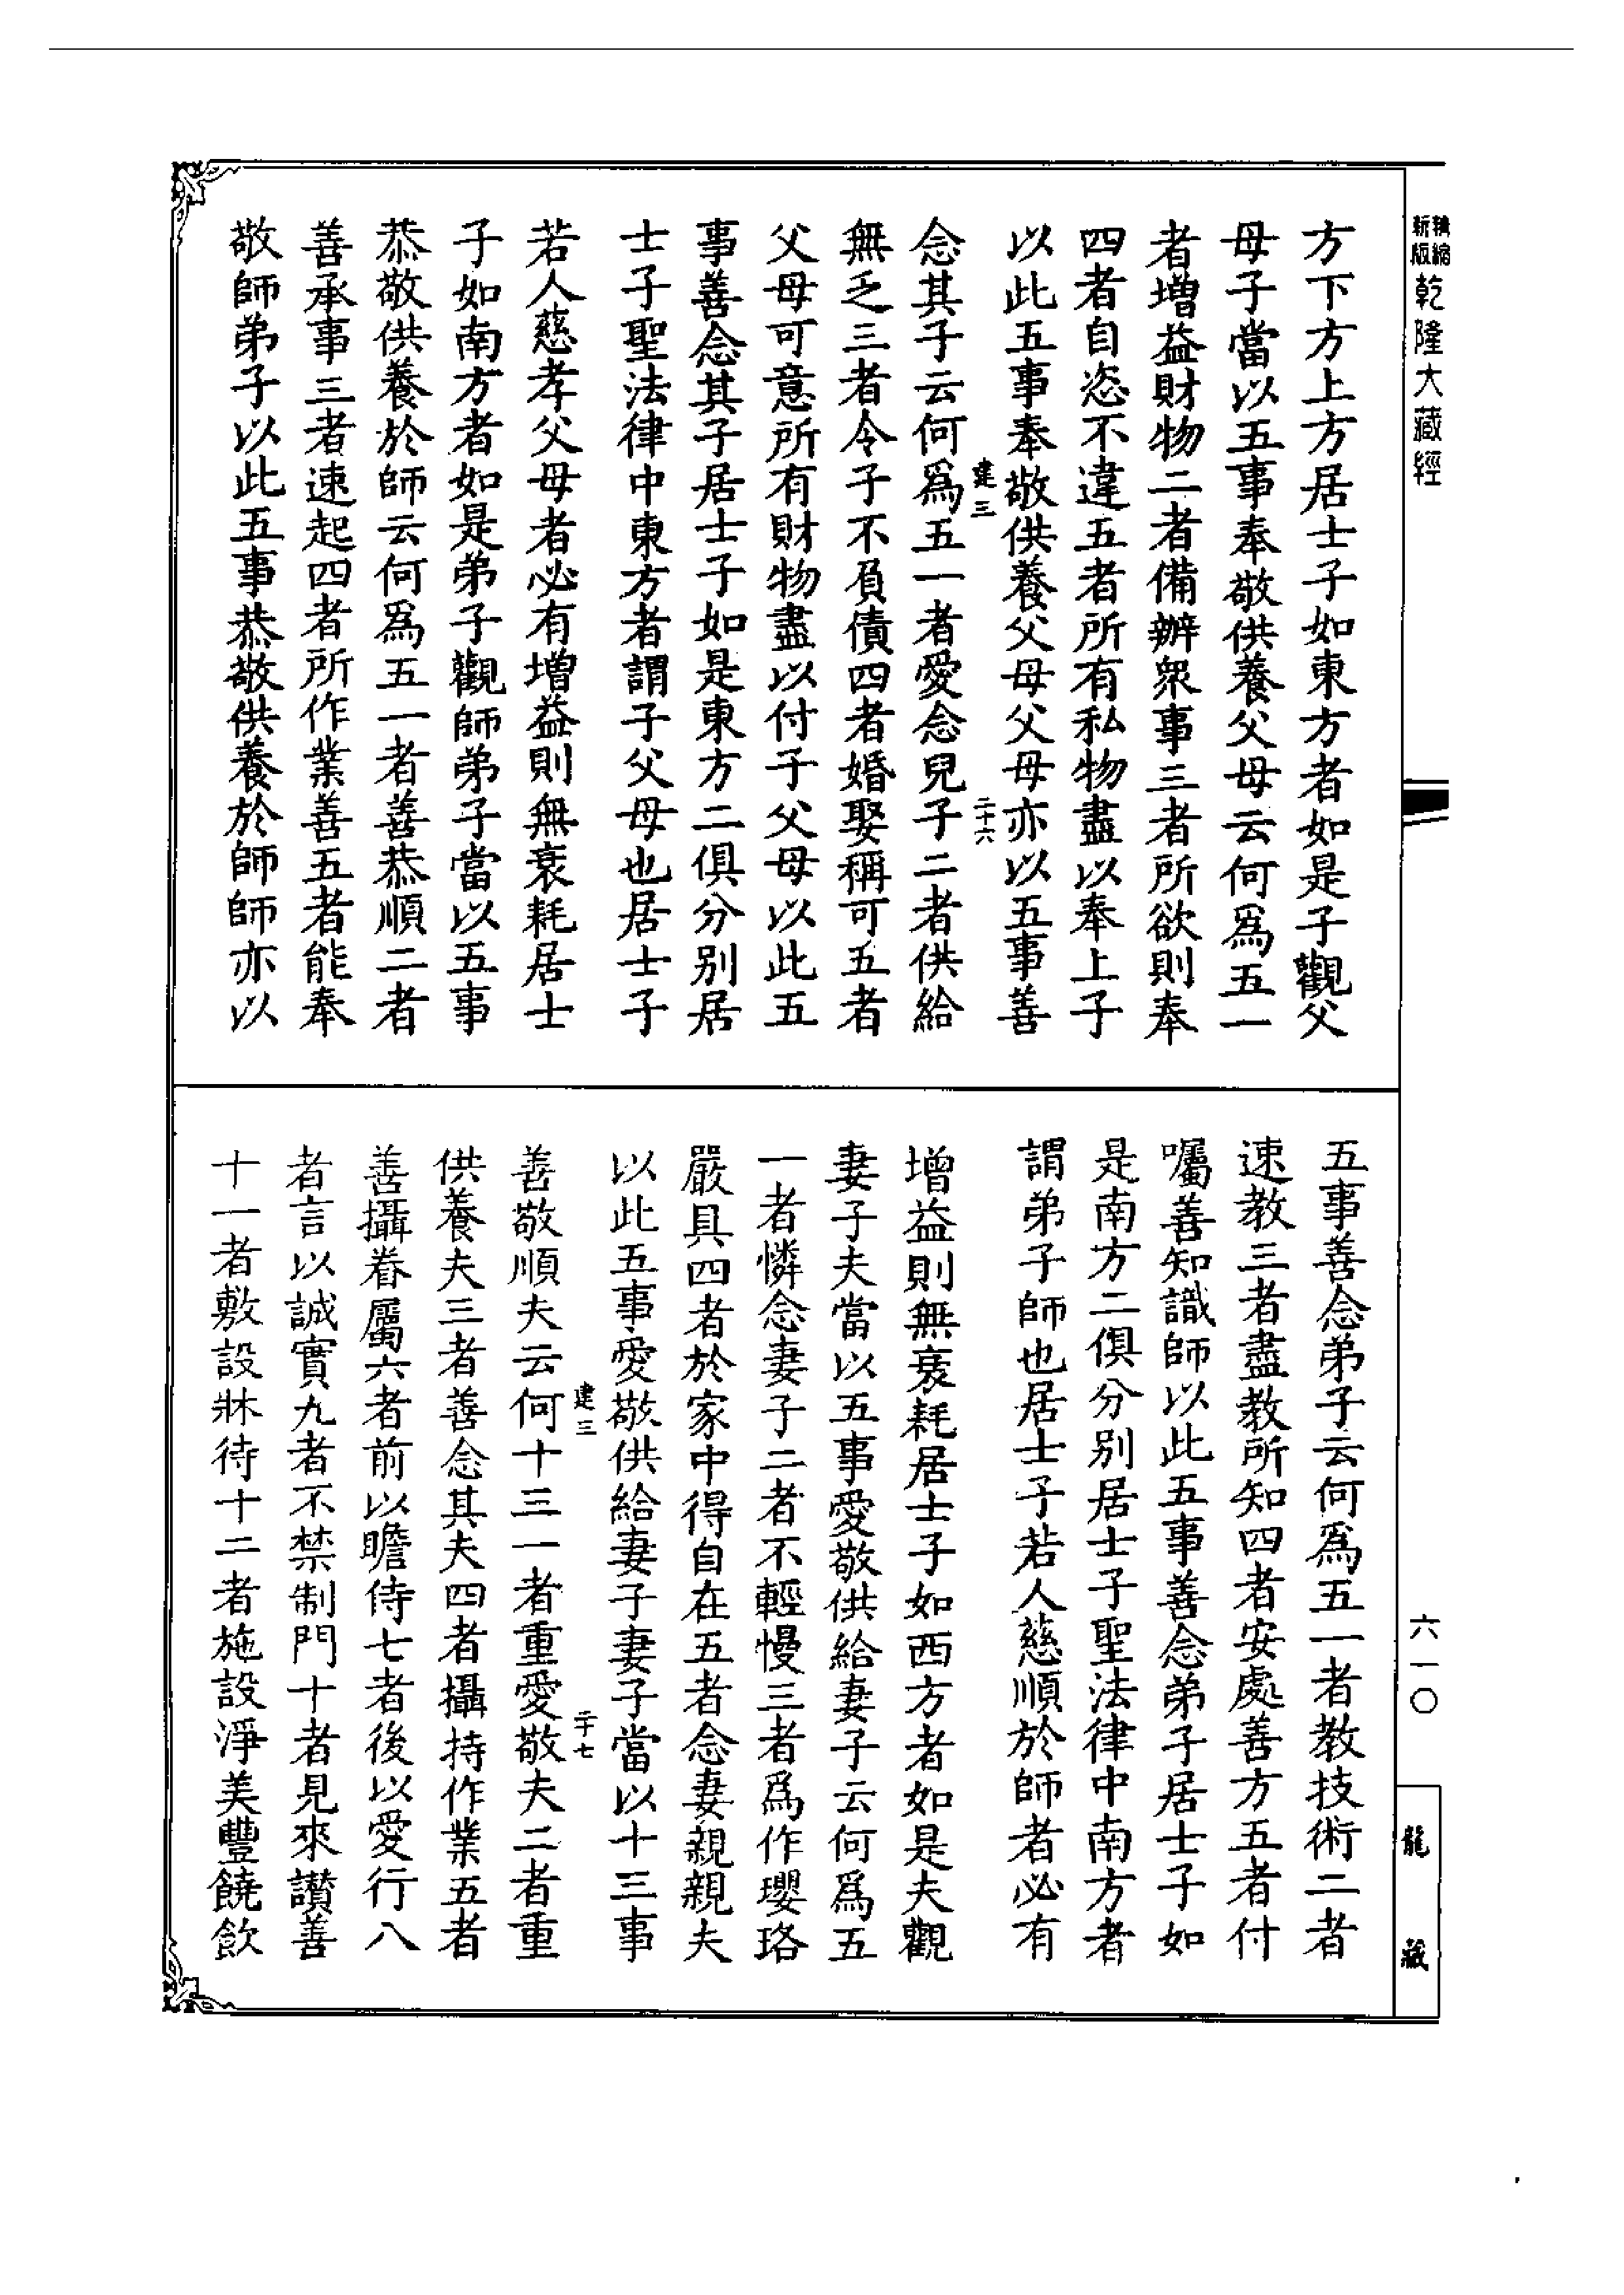 精縮
新版
乾隆大藏經
六一〇
龍藏
方下方上方居士子如東方者如是子觀父
母子當以五事奉敬供養父母云何爲五一
者增益財物二者備辦衆事三者所欲則奉
四者自恣不違五者所有私物盡以奉上子
以此五事奉敬供養父母父母亦以五事善
建三
二十六
念其子云何爲五一者愛念兒子二者供給
無乏三者令子不負債四者婚娶稱可五者
父母可意所有財物盡以付子父母以此五
事善念其子居士子如是東方二俱分別居
士子聖法律中東方者謂子父母也居士子
若人慈孝父母者必有增益則無衰耗居士
子如南方者如是弟子觀師弟子當以五事
恭敬供養於師云何爲五一者善恭順二者
善承事三者速起四者所作業善五者能奉
敬師弟子以此五事恭敬供養於師師亦以
五事善念弟子云何爲五一者教技術二者
速教三者盡教所知四者安處善方五者付
囑善知識師以此五事善念弟子居士子如
是南方二俱分別居士子聖法律中南方者
謂弟子師也居士子若人慈順於師者必有
增益則無衰耗居士子如西方者如是夫觀
妻子夫當以五事愛敬供給妻子云何爲五
一者憐念妻子二者不輕慢三者爲作瓔珞
嚴具四者於家中得自在五者念妻親親夫
以此五事愛敬供給妻子妻子當以十三事
建三
二十七
善敬順夫云何十三一者重愛敬夫二者重
供養夫三者善念其夫四者攝持作業五者
善攝眷屬六者前以瞻侍七者後以愛行八
者言以誠實九者不禁制門十者見來讚善
十一者敷設牀待十二者施設淨美豐饒飲